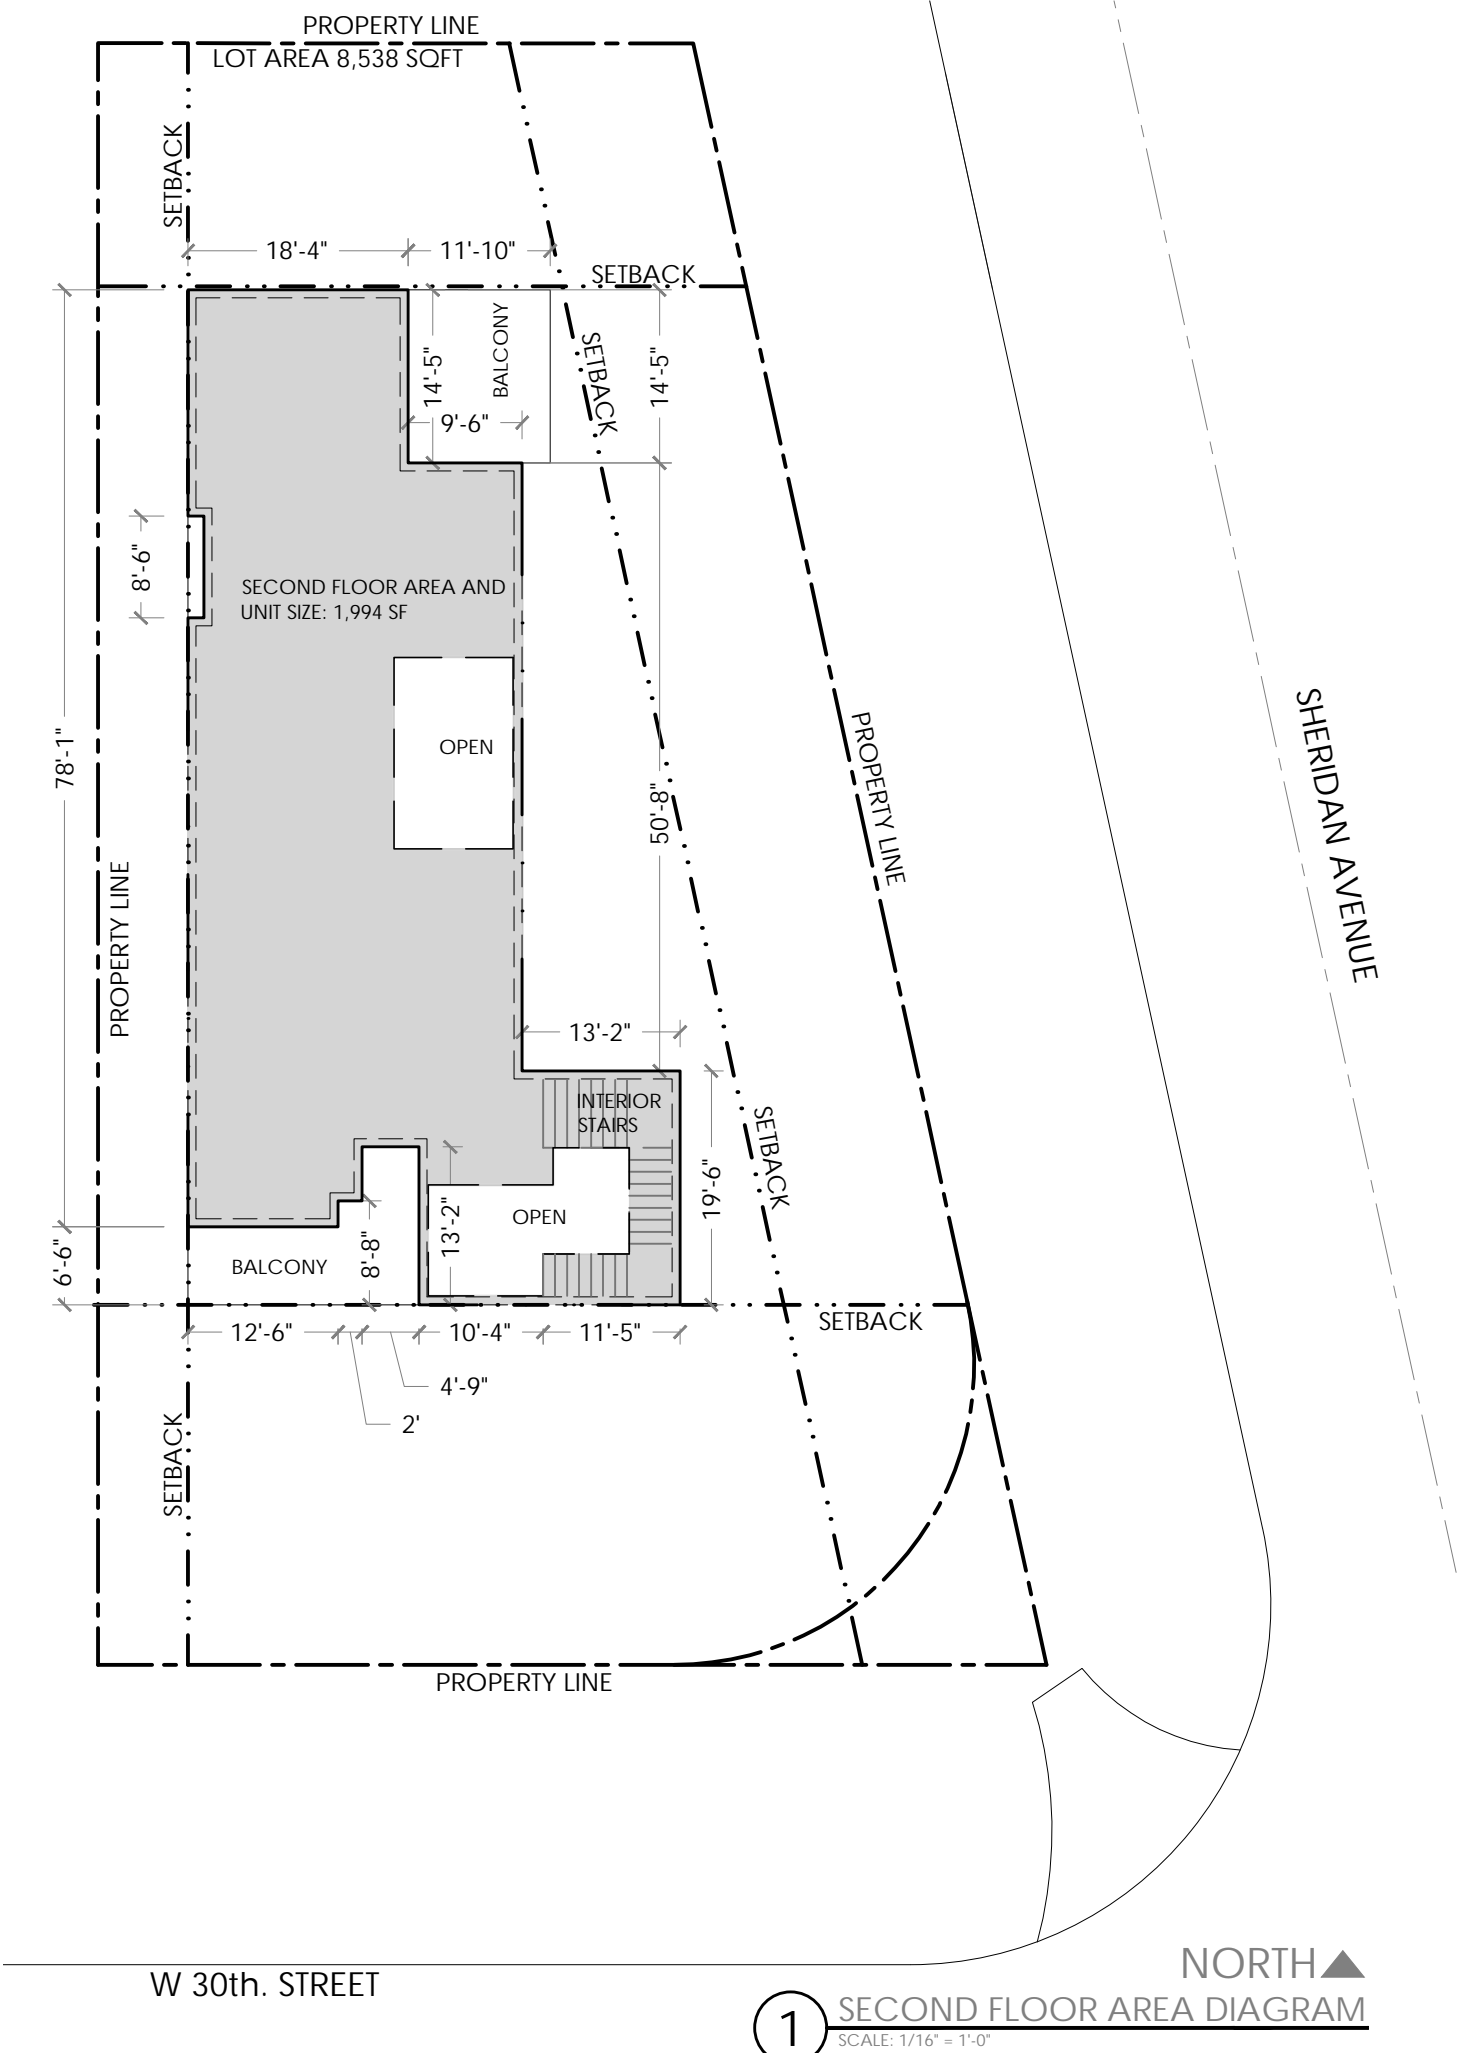 PROPERTY LINE
LOT AREA 8,538 SQFT
SETBACK
18'-4"
11'-10"
SETBACK
BALCONY
14'-5"
SETBACK
14'-5"
9'-6"
8'-6"
SECOND FLOOR AREA AND
UNIT SIZE: 1,994 SF
78'-1"
OPEN
50'-8"
PROPERTY LINE
SHERIDAN AVENUE
PROPERTY LINE
13'-2"
INTERIOR
STAIRS
SETBACK
19'-6"
13'-2"
OPEN
6'-6"
BALCONY
8'-8"
SETBACK
12'-6"
10'-4"
11'-5"
4'-9"
2'
SETBACK
PROPERTY LINE
W 30th. STREET
NORTH
1
SECOND FLOOR AREA DIAGRAM
SCALE: 1/16" = 1'-0"